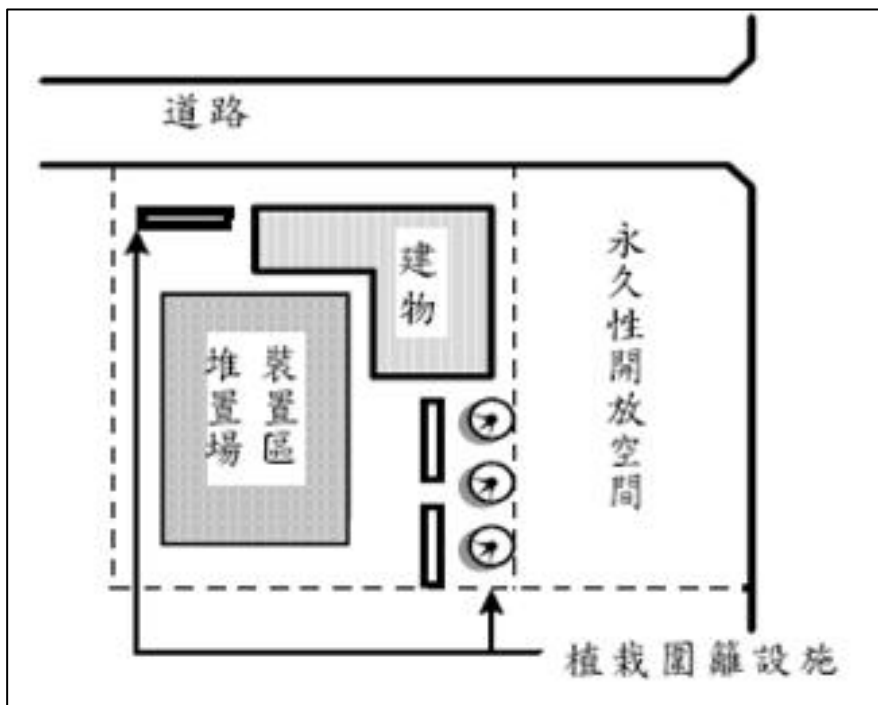 道路
建物
裝置區
堆置場
永久性開放空間
植栽圍籬設施